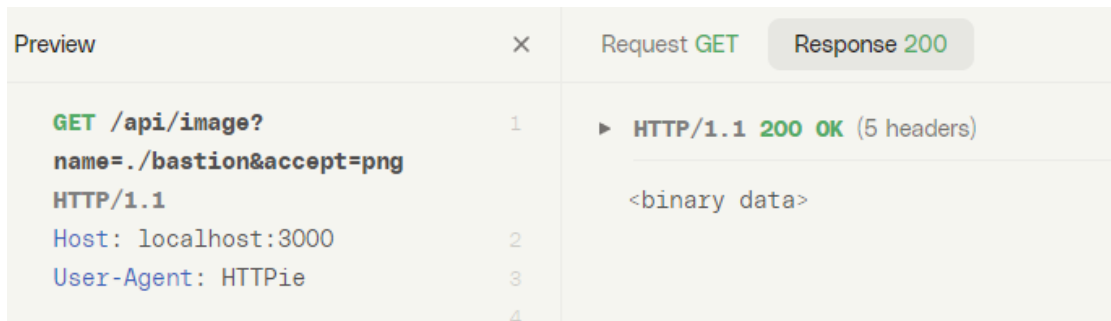 Preview ×
GET /api/image? 1
name=./bastion&accept=png
HTTP/1.1
Host: localhost:3000 2
User-Agent: HTTPie 3
4
Request GET Response 200
▶ HTTP/1.1 200 OK (5 headers)
<binary data>